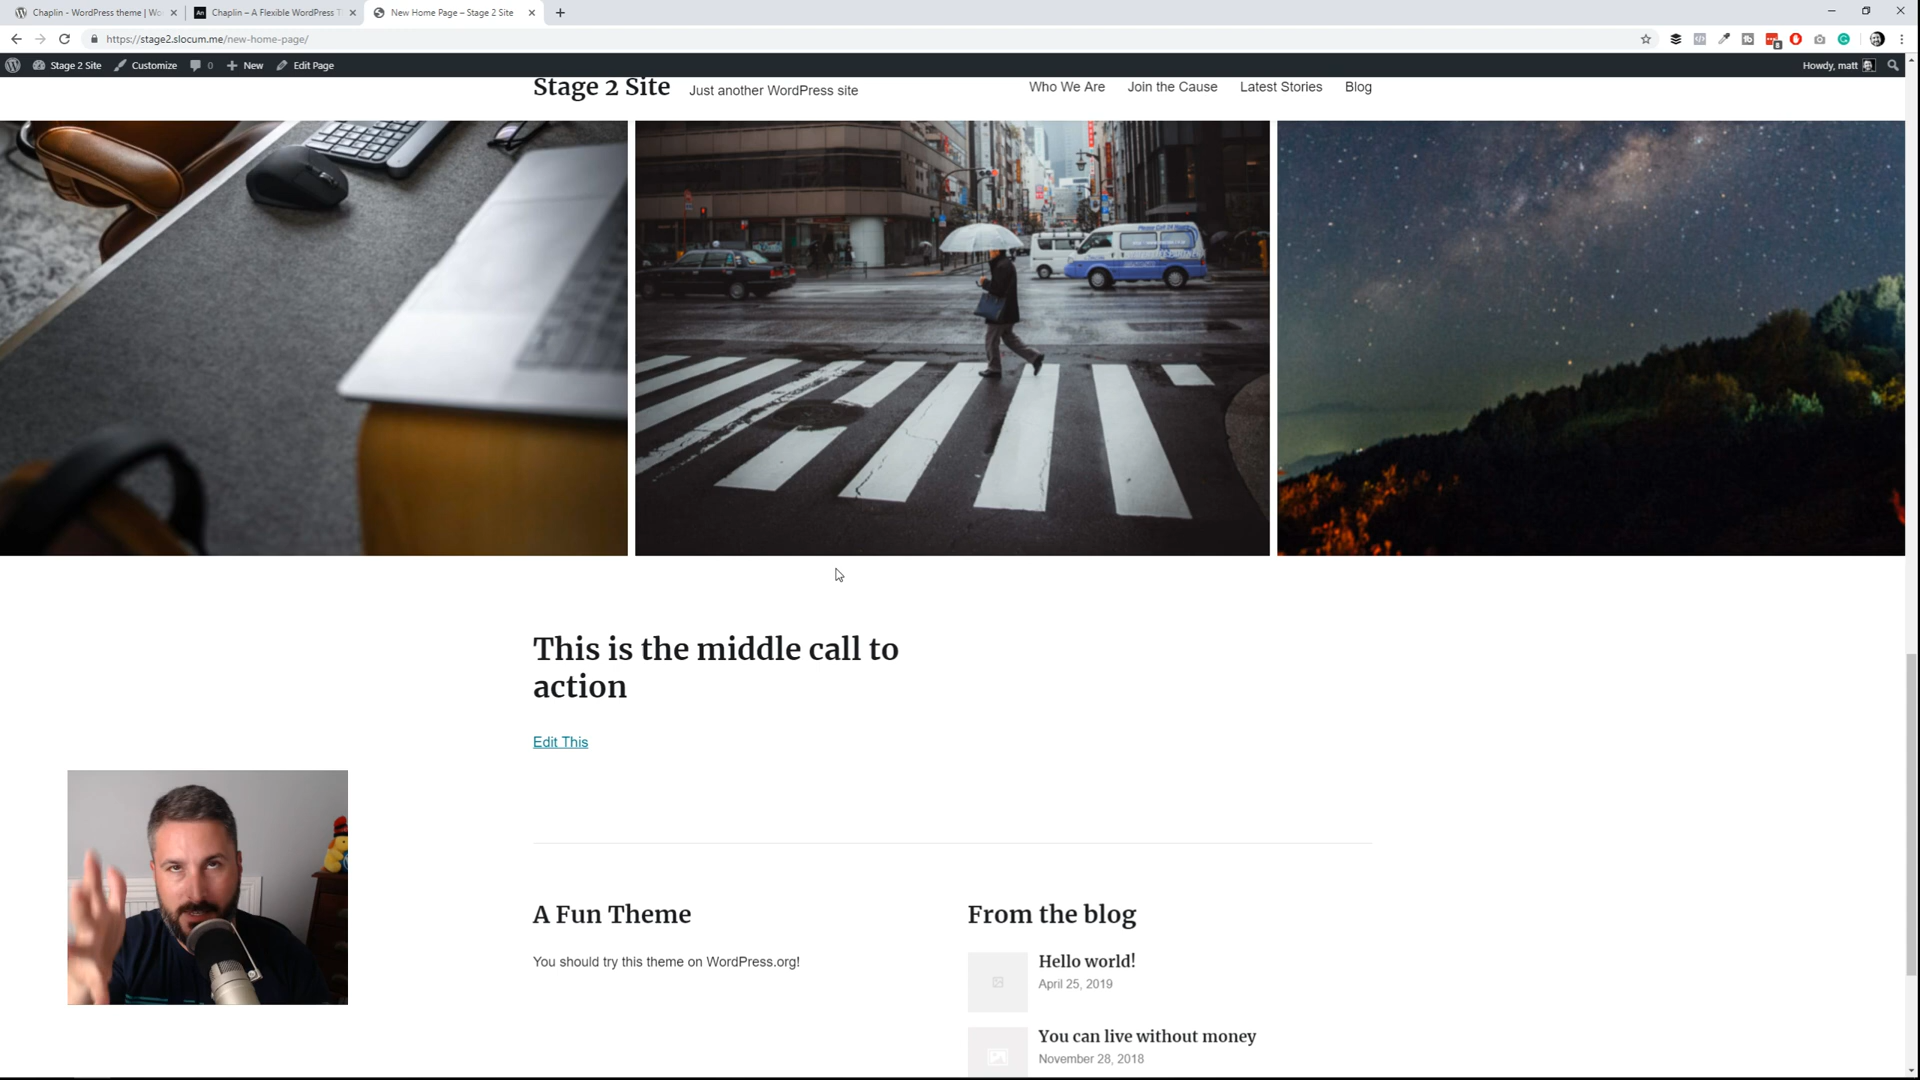 Chaplin - WordPress theme | Wo
Chaplin – A Flexible WordPress T
New Home Page – Stage 2 Site
https://stage2.slocum.me/new-home-page/
Stage 2 Site
Customize
0
New
Edit Page
Howdy, matt
Stage 2 Site
Just another WordPress site
Who We Are
Join the Cause
Latest Stories
Blog
This is the middle call to
action
Edit This
A Fun Theme
You should try this theme on WordPress.org!
From the blog
Hello world!
April 25, 2019
You can live without money
November 28, 2018